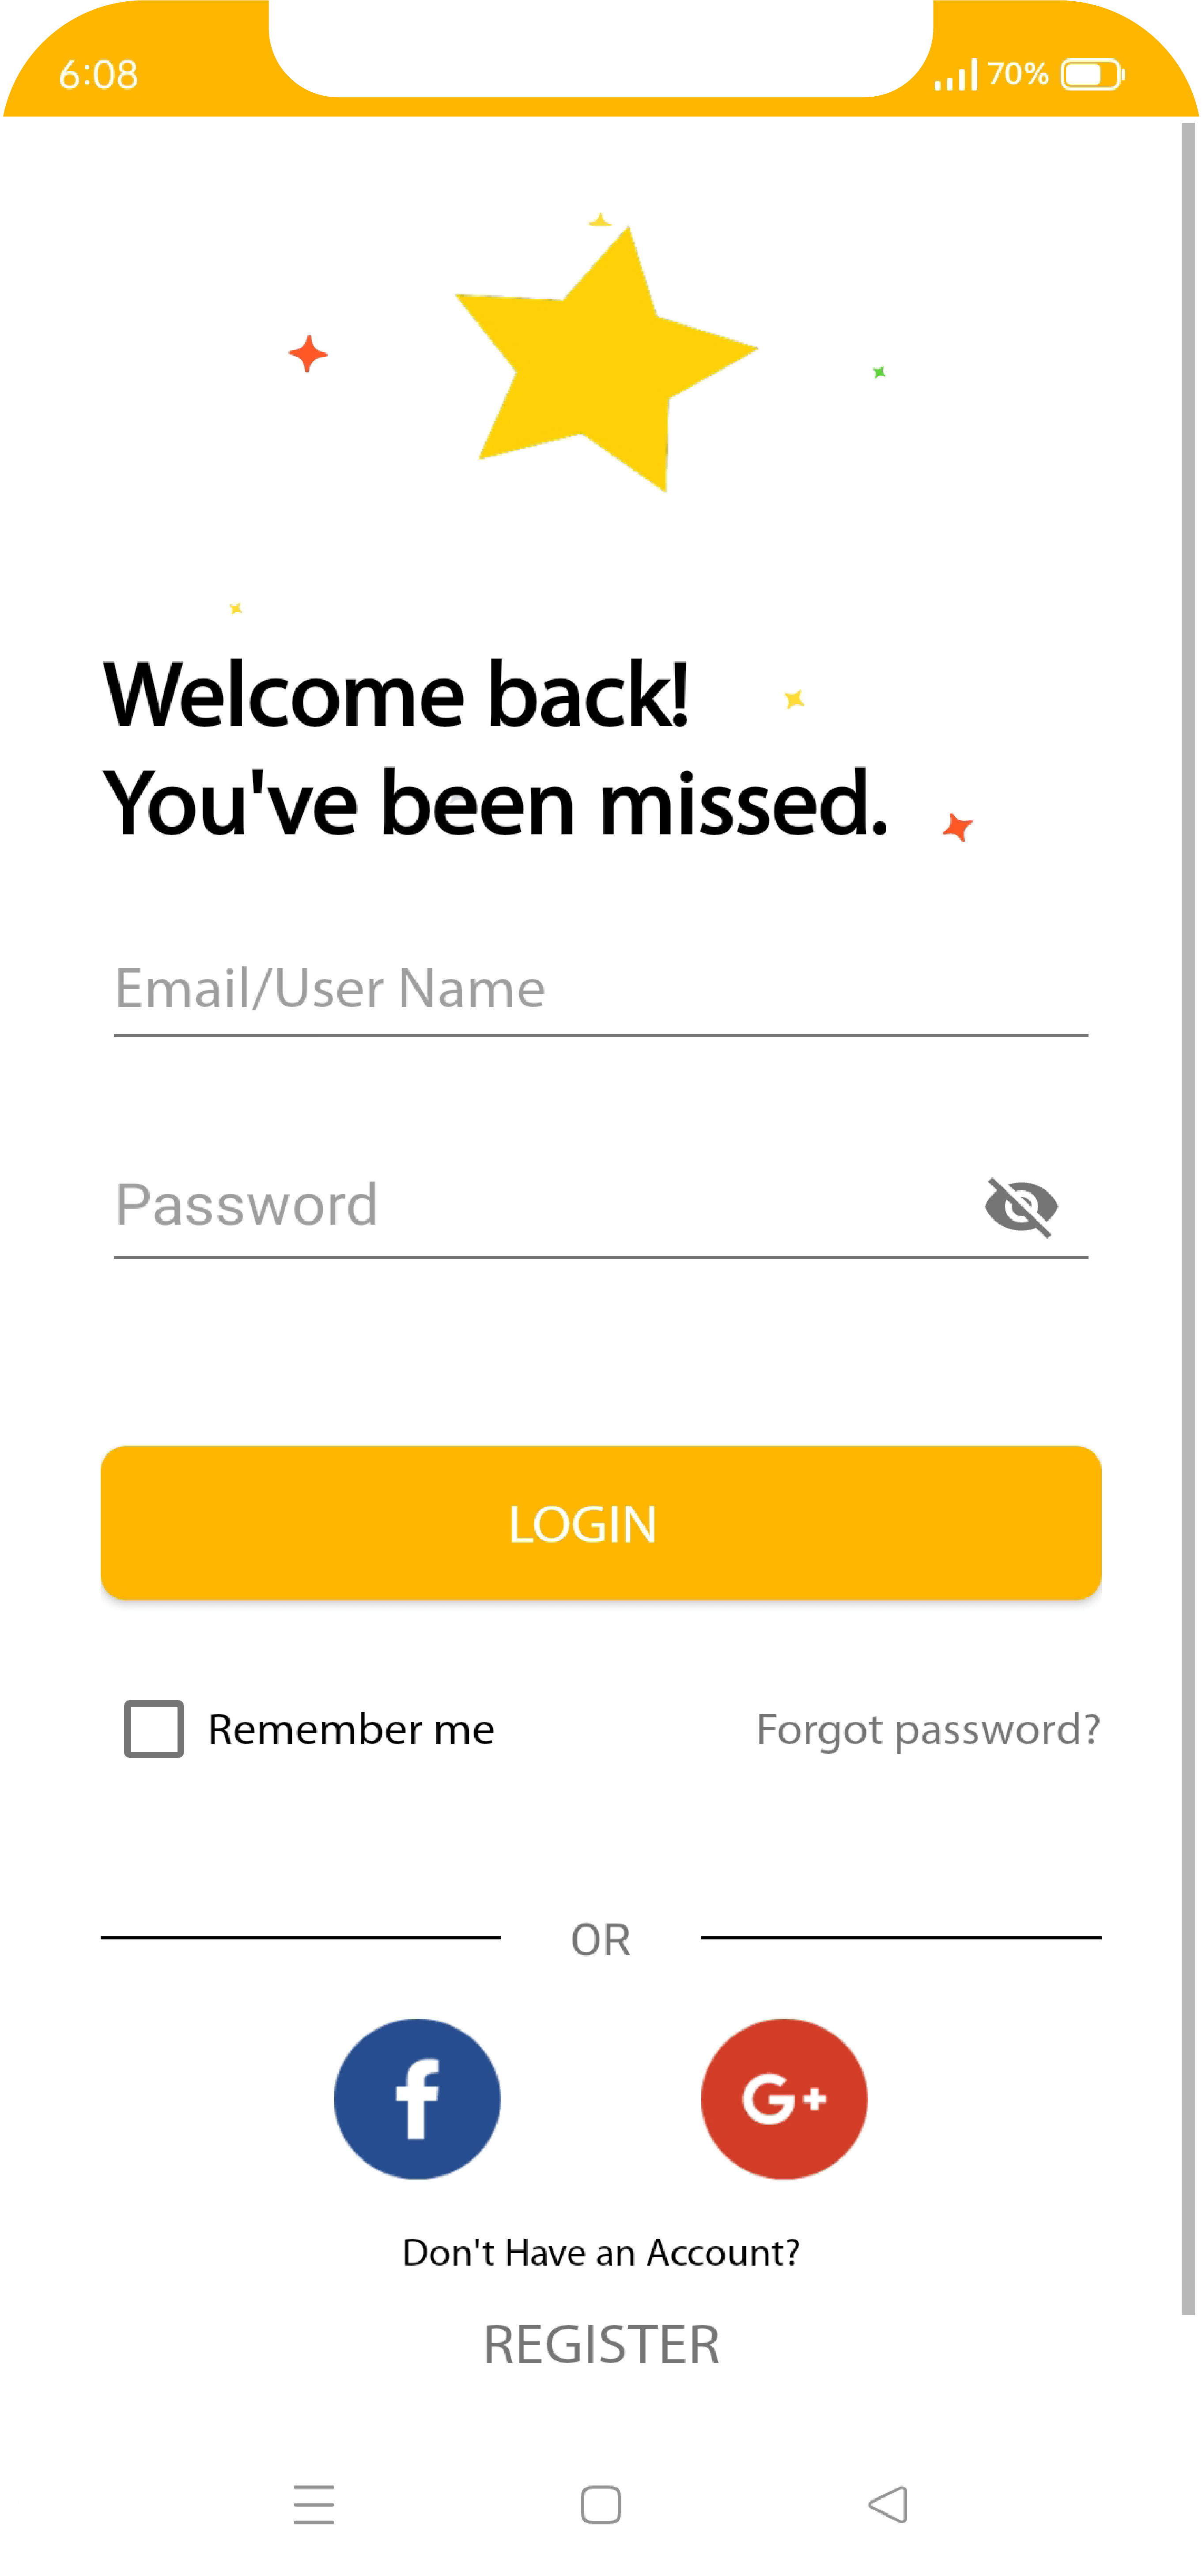 6:08 70%
Welcome back!
You've been missed.
Email/User Name
Password
LOGIN
Remember me Forgot password?
OR
f G+
Don't Have an Account?
REGISTER